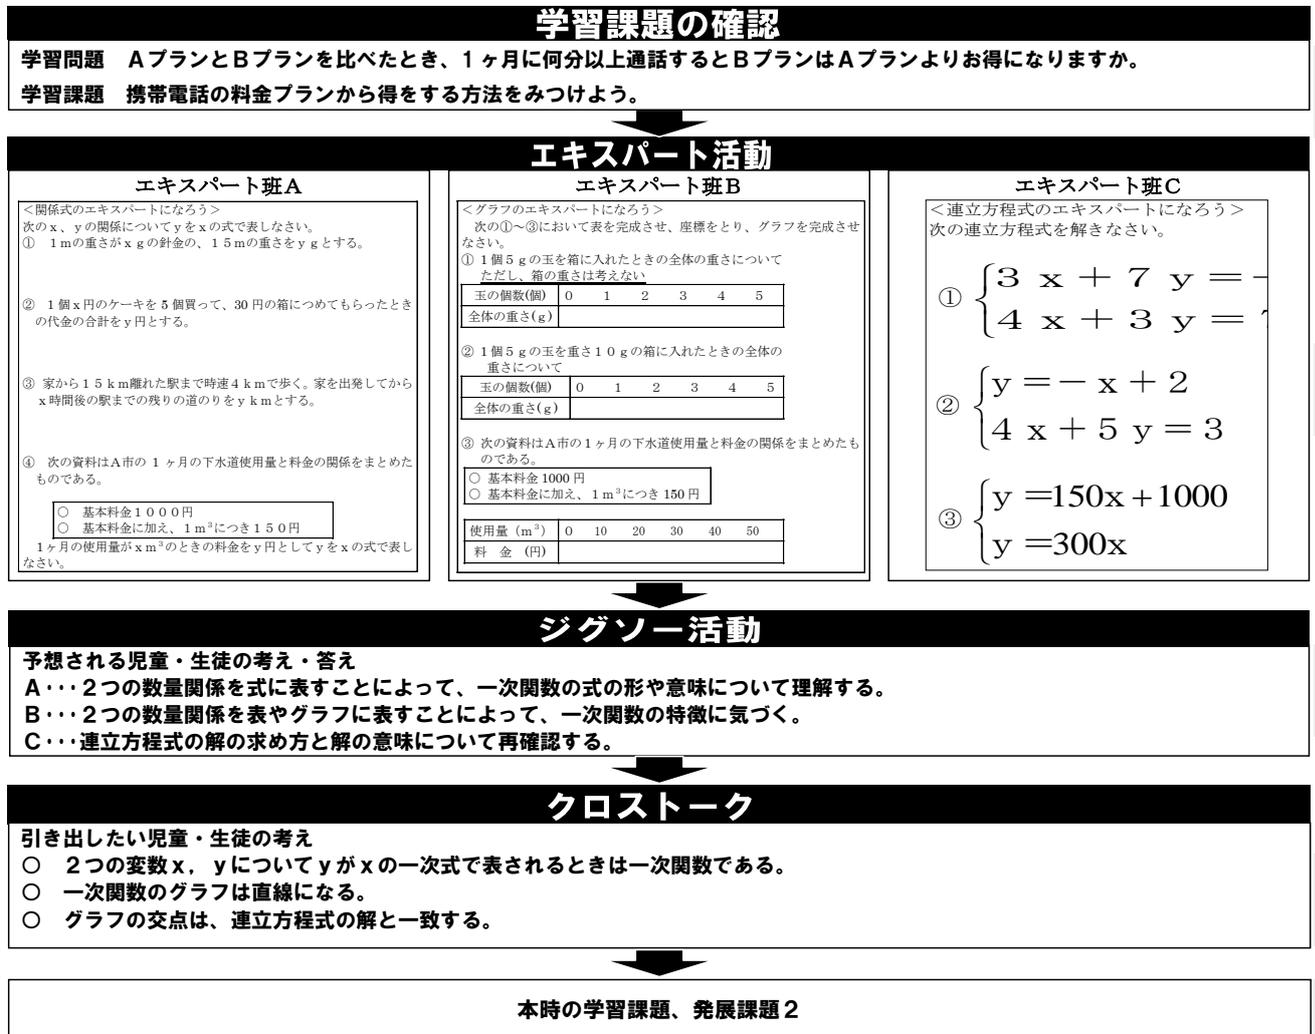 学習課題の確認
学習問題　ＡプランとＢプランを比べたとき、1ヶ月に何分以上通話するとＢプランはＡプランよりお得になりますか。
学習課題　携帯電話の料金プランから得をする方法をみつけよう。
エキスパート活動
エキスパート班Ａ
＜関係式のエキスパートになろう＞
次のｘ、ｙの関係についてｙをｘの式で表しなさい。
①　1ｍの重さがｘｇの針金の、１５ｍの重さをｙｇとする。
②　１個ｘ円のケーキを５個買って、30 円の箱につめてもらったとき
の代金の合計をｙ円とする。
③　家から１５ｋｍ離れた駅まで時速４ｋｍで歩く。家を出発してから
ｘ時間後の駅までの残りの道のりをｙｋｍとする。
④　次の資料はＡ市の 1 ヶ月の下水道使用量と料金の関係をまとめた
ものである。
○　基本料金１０００円
○　基本料金に加え、１ｍ³につき１５０円
1ヶ月の使用量がｘｍ³のときの料金をｙ円としてｙをｘの式で表し
なさい。
エキスパート班Ｂ
＜グラフのエキスパートになろう＞
次の①～③において表を完成させ、座標をとり、グラフを完成させ
なさい。
① １個５ｇの玉を箱に入れたときの全体の重さについて
ただし、箱の重さは考えない
玉の個数(個)　0　1　2　3　4　5
全体の重さ(ｇ)
② １個５ｇの玉を重さ１０ｇの箱に入れたときの全体の
重さについて
玉の個数(個)　0　1　2　3　4　5
全体の重さ(ｇ)
③ 次の資料はＡ市の１ヶ月の下水道使用量と料金の関係をまとめたも
のである。
○ 基本料金 1000 円
○ 基本料金に加え、１ｍ³につき 150 円
使用量（ｍ³）　0　10　20　30　40　50
料　金　(円)
エキスパート班Ｃ
＜連立方程式のエキスパートになろう＞
次の連立方程式を解きなさい。
① 3 x ＋ 7 y ＝－
4 x ＋ 3 y ＝
② y ＝－ x ＋ 2
4 x ＋ 5 y ＝ 3
③ y ＝150x＋1000
y ＝300x
ジグソー活動
予想される児童・生徒の考え・答え
Ａ・・・２つの数量関係を式に表すことによって、一次関数の式の形や意味について理解する。
Ｂ・・・２つの数量関係を表やグラフに表すことによって、一次関数の特徴に気づく。
Ｃ・・・連立方程式の解の求め方と解の意味について再確認する。
クロストーク
引き出したい児童・生徒の考え
○　２つの変数ｘ，ｙについてｙがｘの一次式で表されるときは一次関数である。
○　一次関数のグラフは直線になる。
○　グラフの交点は、連立方程式の解と一致する。
本時の学習課題、発展課題２